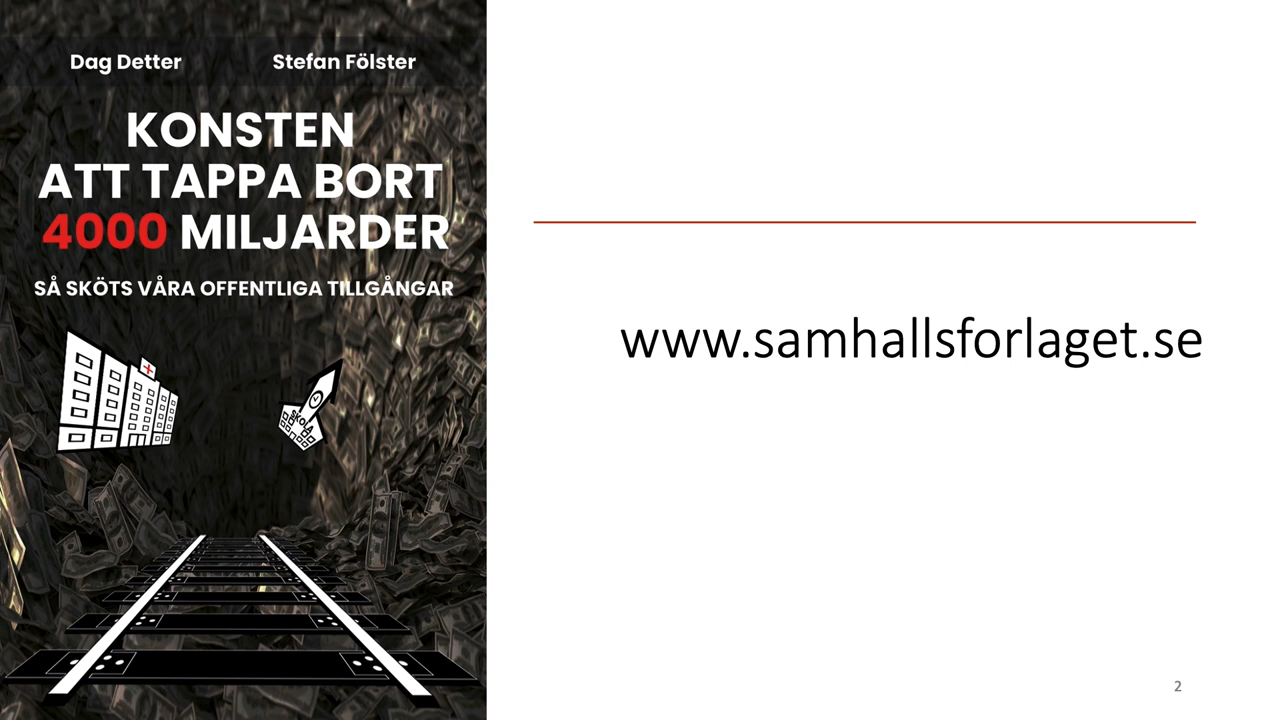 Dag Detter Stefan Fölster
KONSTEN
ATT TAPPA BORT
4000 MILJARDER
SÅ SKÖTS VÅRA OFFENTLIGA TILLGÅNGAR
SKOLA
www.samhallsforlaget.se
2